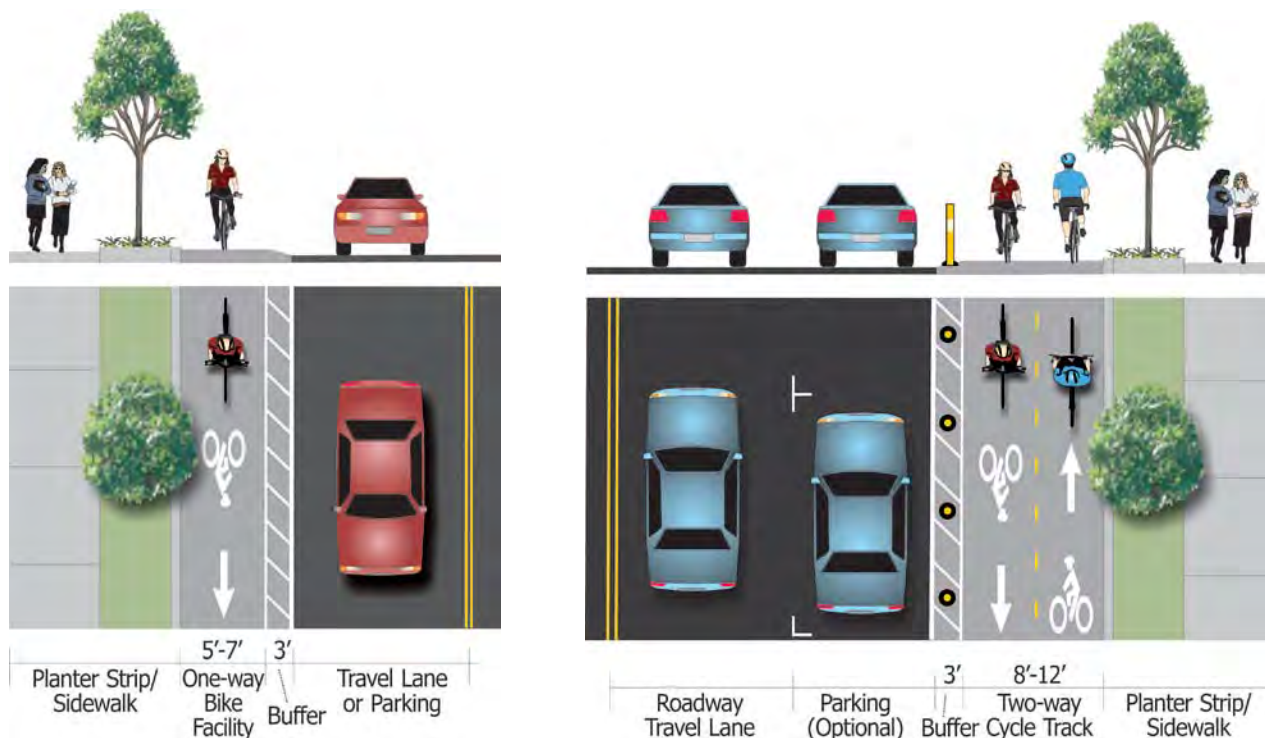 5’-7’
3’
Planter Strip/
Sidewalk
One-way
Bike
Facility
Buffer
Travel Lane
or Parking
3’
8’-12’
Roadway
Travel Lane
Parking
(Optional)
Buffer
Two-way
Cycle Track
Planter Strip/
Sidewalk